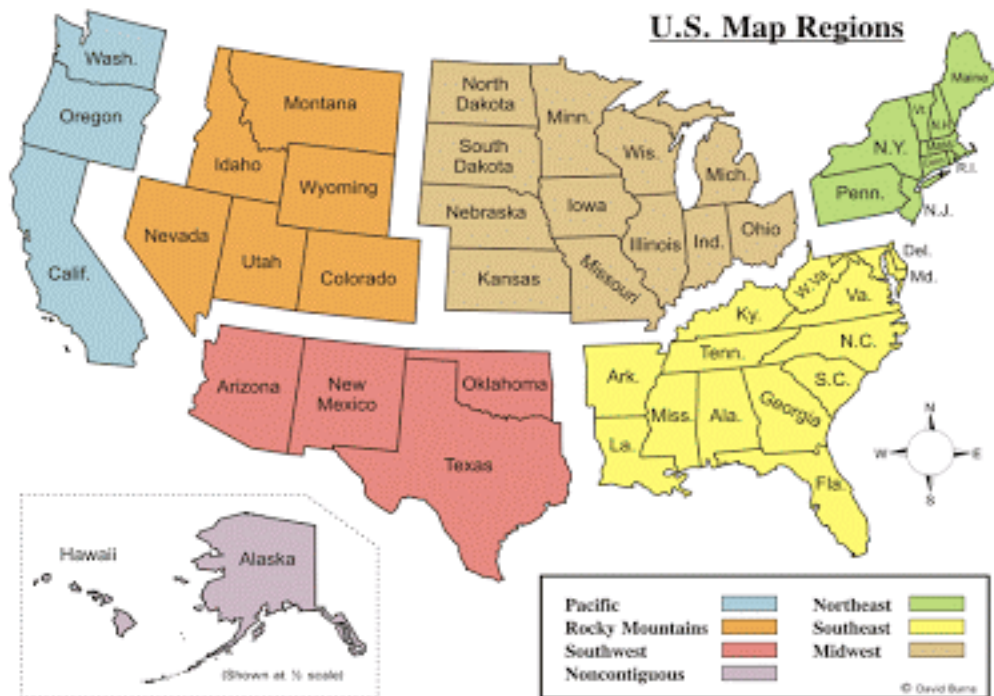 U.S. Map Regions
Wash.
Oregon
Calif.
Montana
Idaho
Wyoming
Nevada
Utah
Colorado
North
Dakota
South
Dakota
Nebraska
Kansas
Minn.
Iowa
Missouri
Wis.
Illinois
Mich.
Ind.
Ohio
Maine
Vt.
N.H.
Mass.
Conn.
R.I.
N.Y.
Penn.
N.J.
Del.
Md.
W.Va.
Va.
Ky.
Tenn.
N.C.
S.C.
Ark.
La.
Miss.
Ala.
Georgia
Fla.
Arizona
New
Mexico
Oklahoma
Texas
N
W
E
S
Hawaii
Alaska
(Shown at ½ scale)
Pacific
Rocky Mountains
Southwest
Noncontiguous
Northeast
Southeast
Midwest
© David Burns